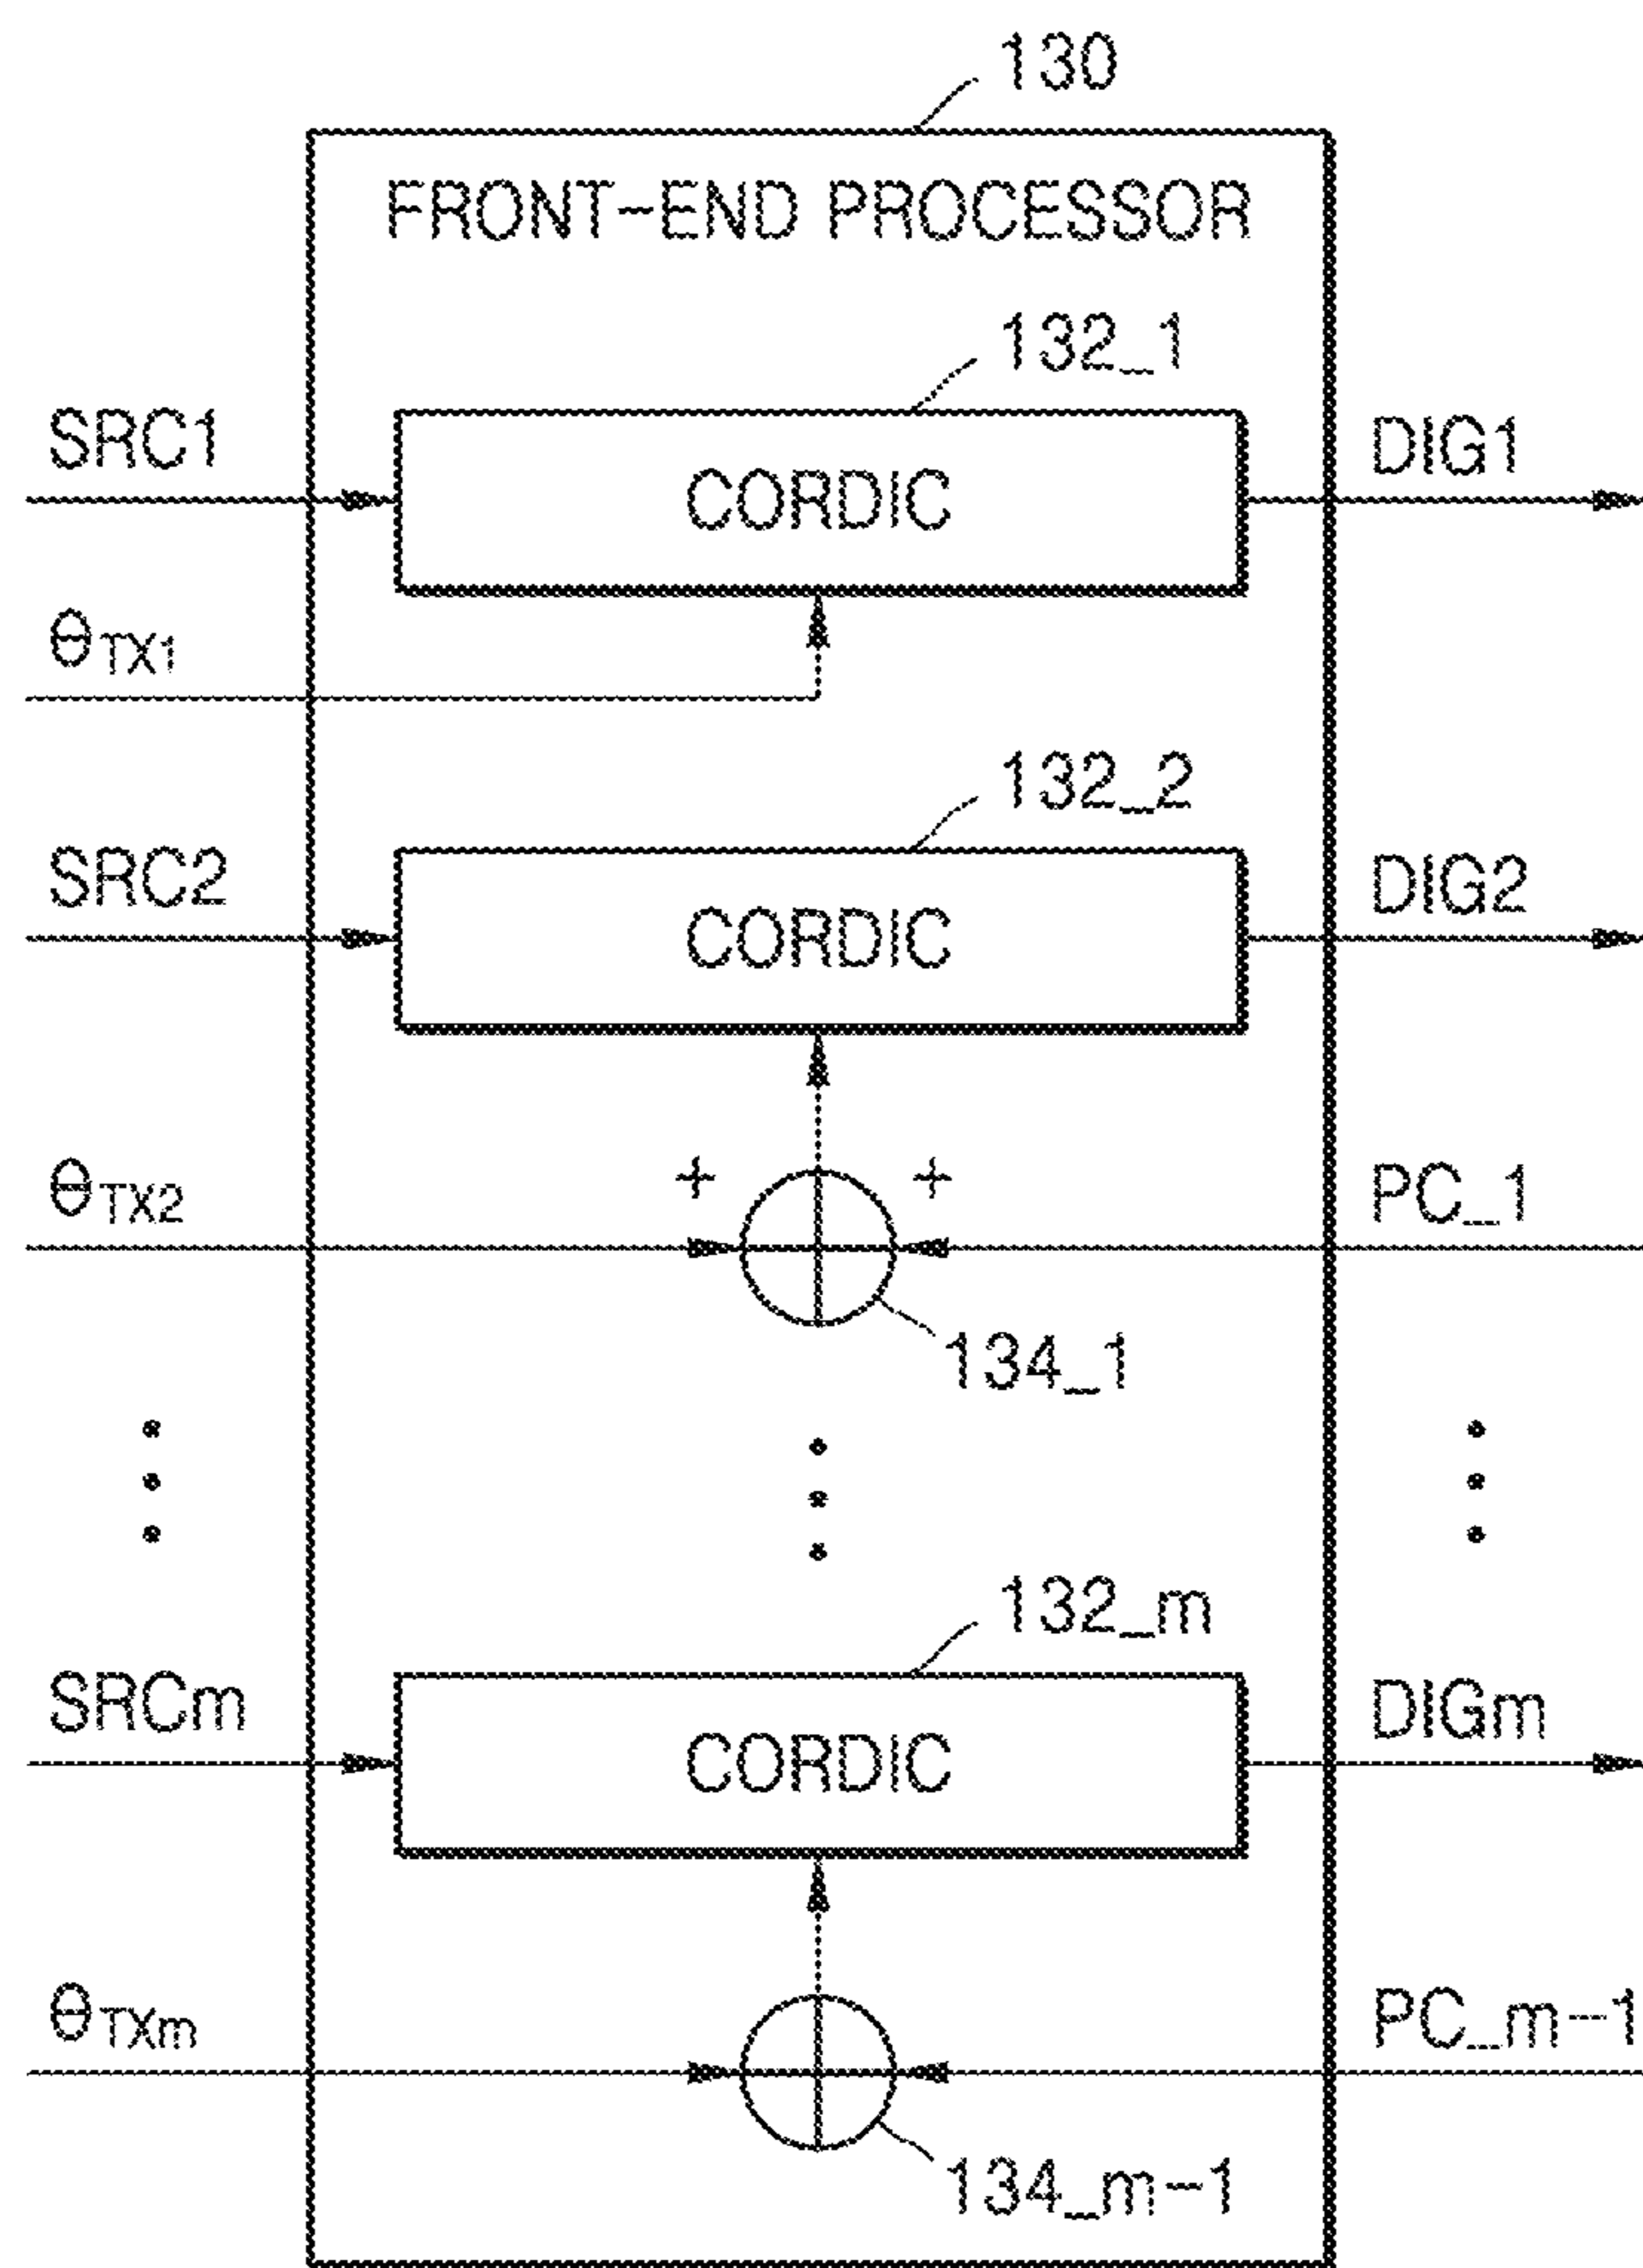 130
FRONT-END PROCESSOR
132_1
SRC1
CORDIC
DIG1
θTX1
132_2
SRC2
CORDIC
DIG2
θTX2
+
+
PC_1
134_1
132_m
SRCm
CORDIC
DIGm
θTXm
PC_m-1
134_m-1